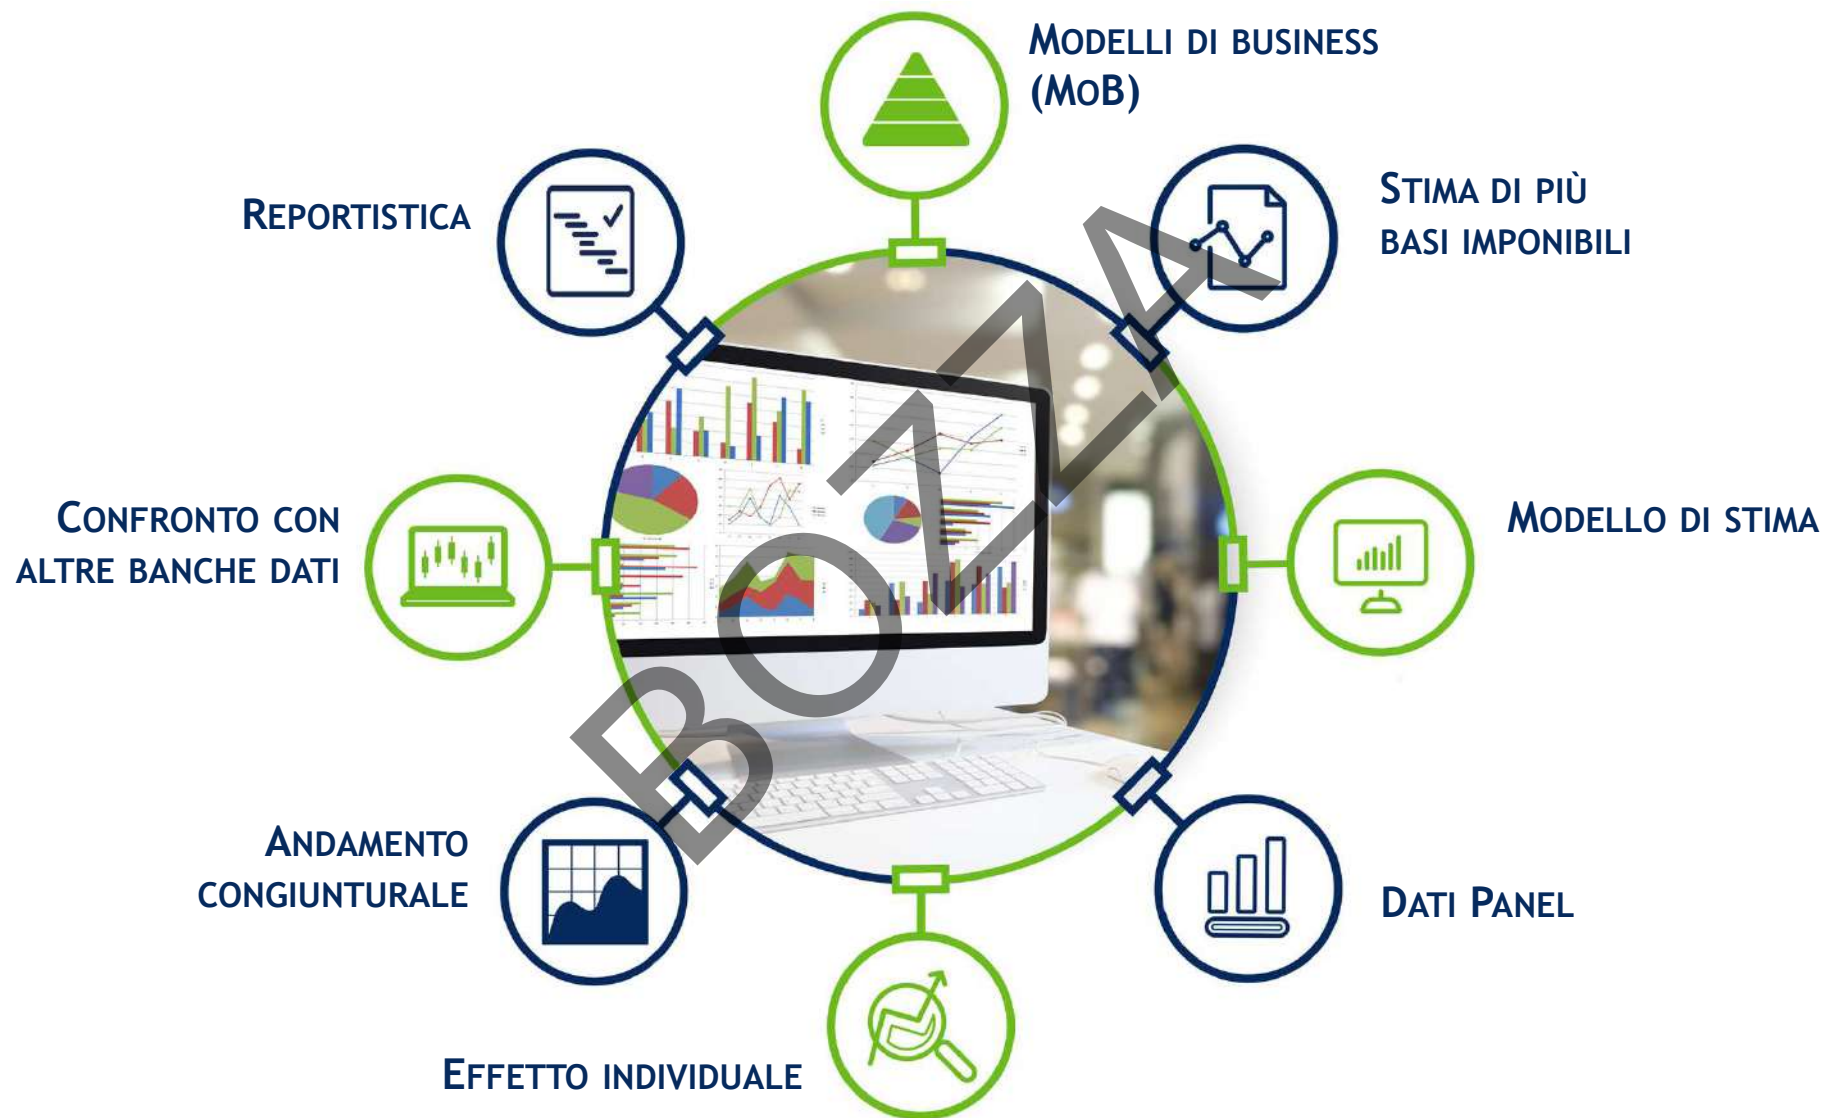 MODELLI DI BUSINESS
(MOB)
STIMA DI PIÙ
BASI IMPONIBILI
MODELLO DI STIMA
DATI PANEL
EFFETTO INDIVIDUALE
ANDAMENTO
CONGIUNTURALE
CONFRONTO CON
ALTRE BANCHE DATI
REPORTISTICA
BOZZA